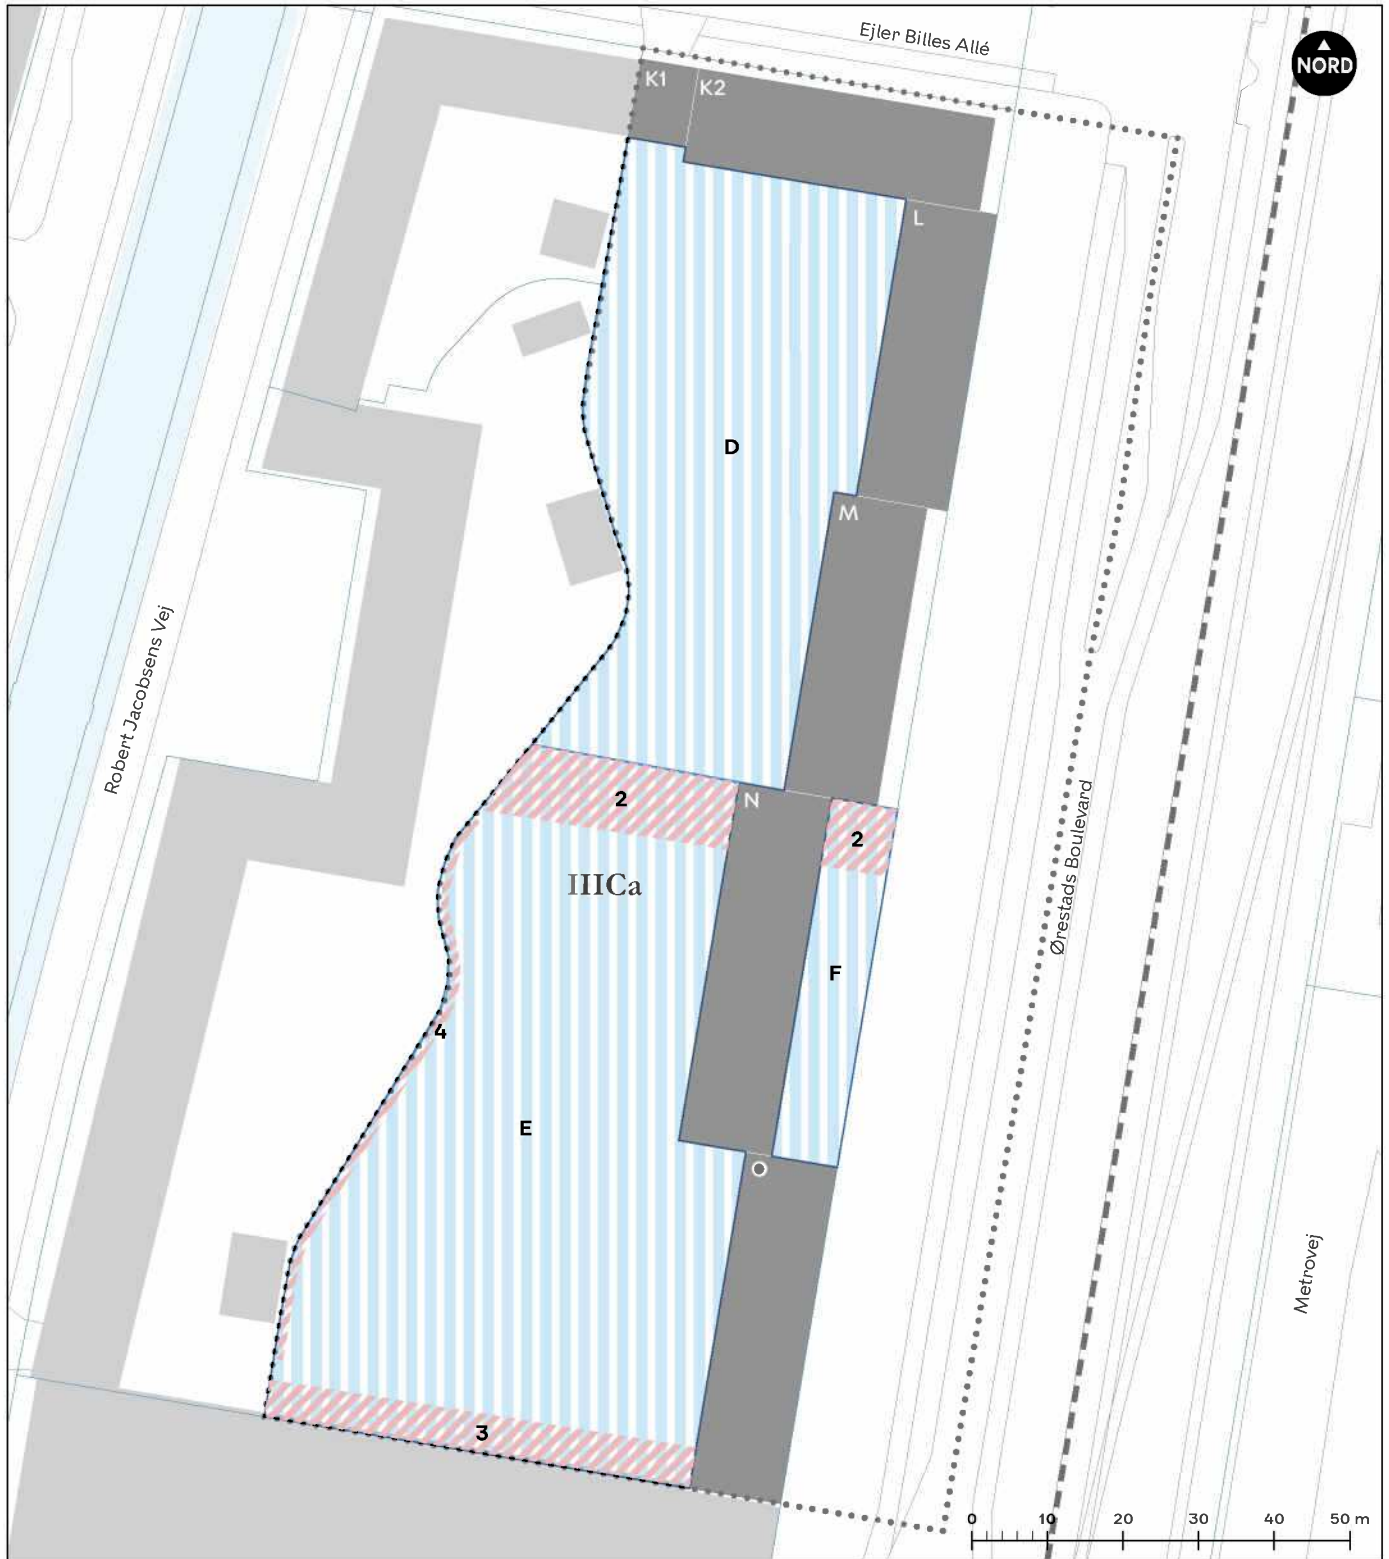 Ejler Billes Allé
NORD
K1
K2
L
D
M
Robert Jacobsens Vej
2
N
2
IIICa
Ørestads Boulevard
F
4
E
O
Metrovej
3
0 10 20 30 40 50 m